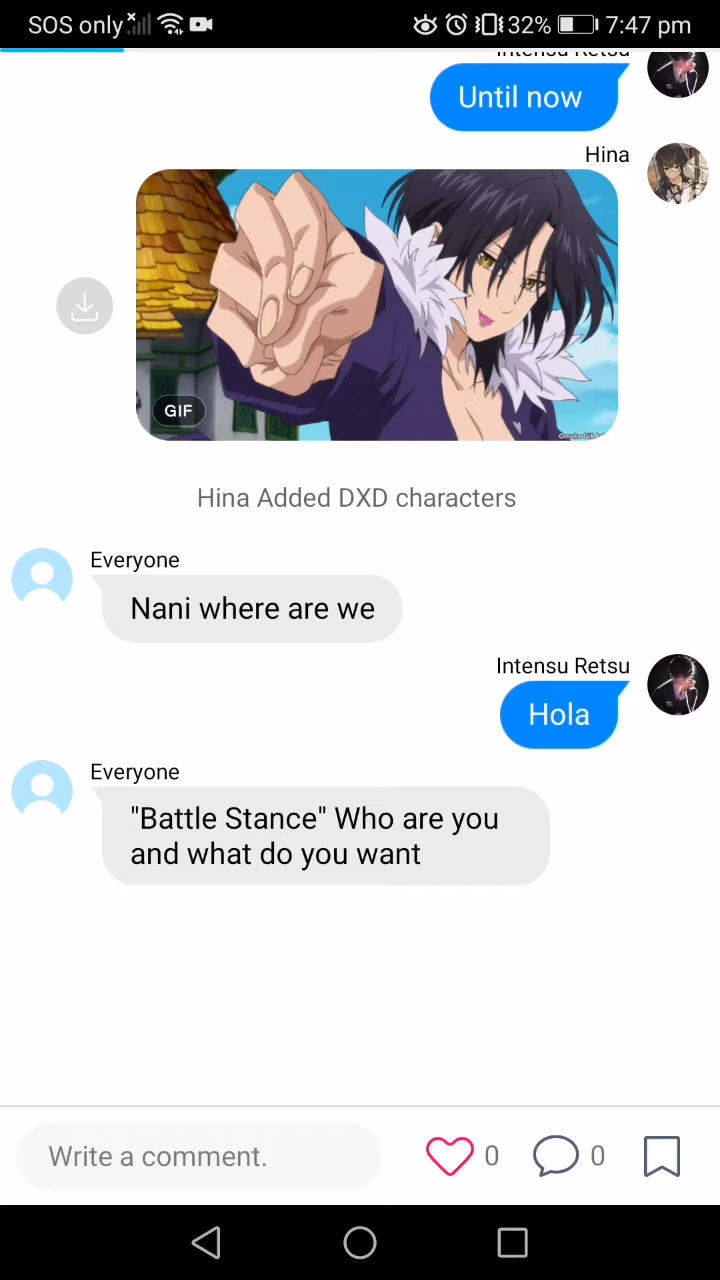 SOS only 32% 7:47 pm
Intensu Retsu
Until now
Hina
GIF
Hina Added DXD characters
Everyone
Nani where are we
Intensu Retsu
Hola
Everyone
"Battle Stance" Who are you
and what do you want
Write a comment.
0
0